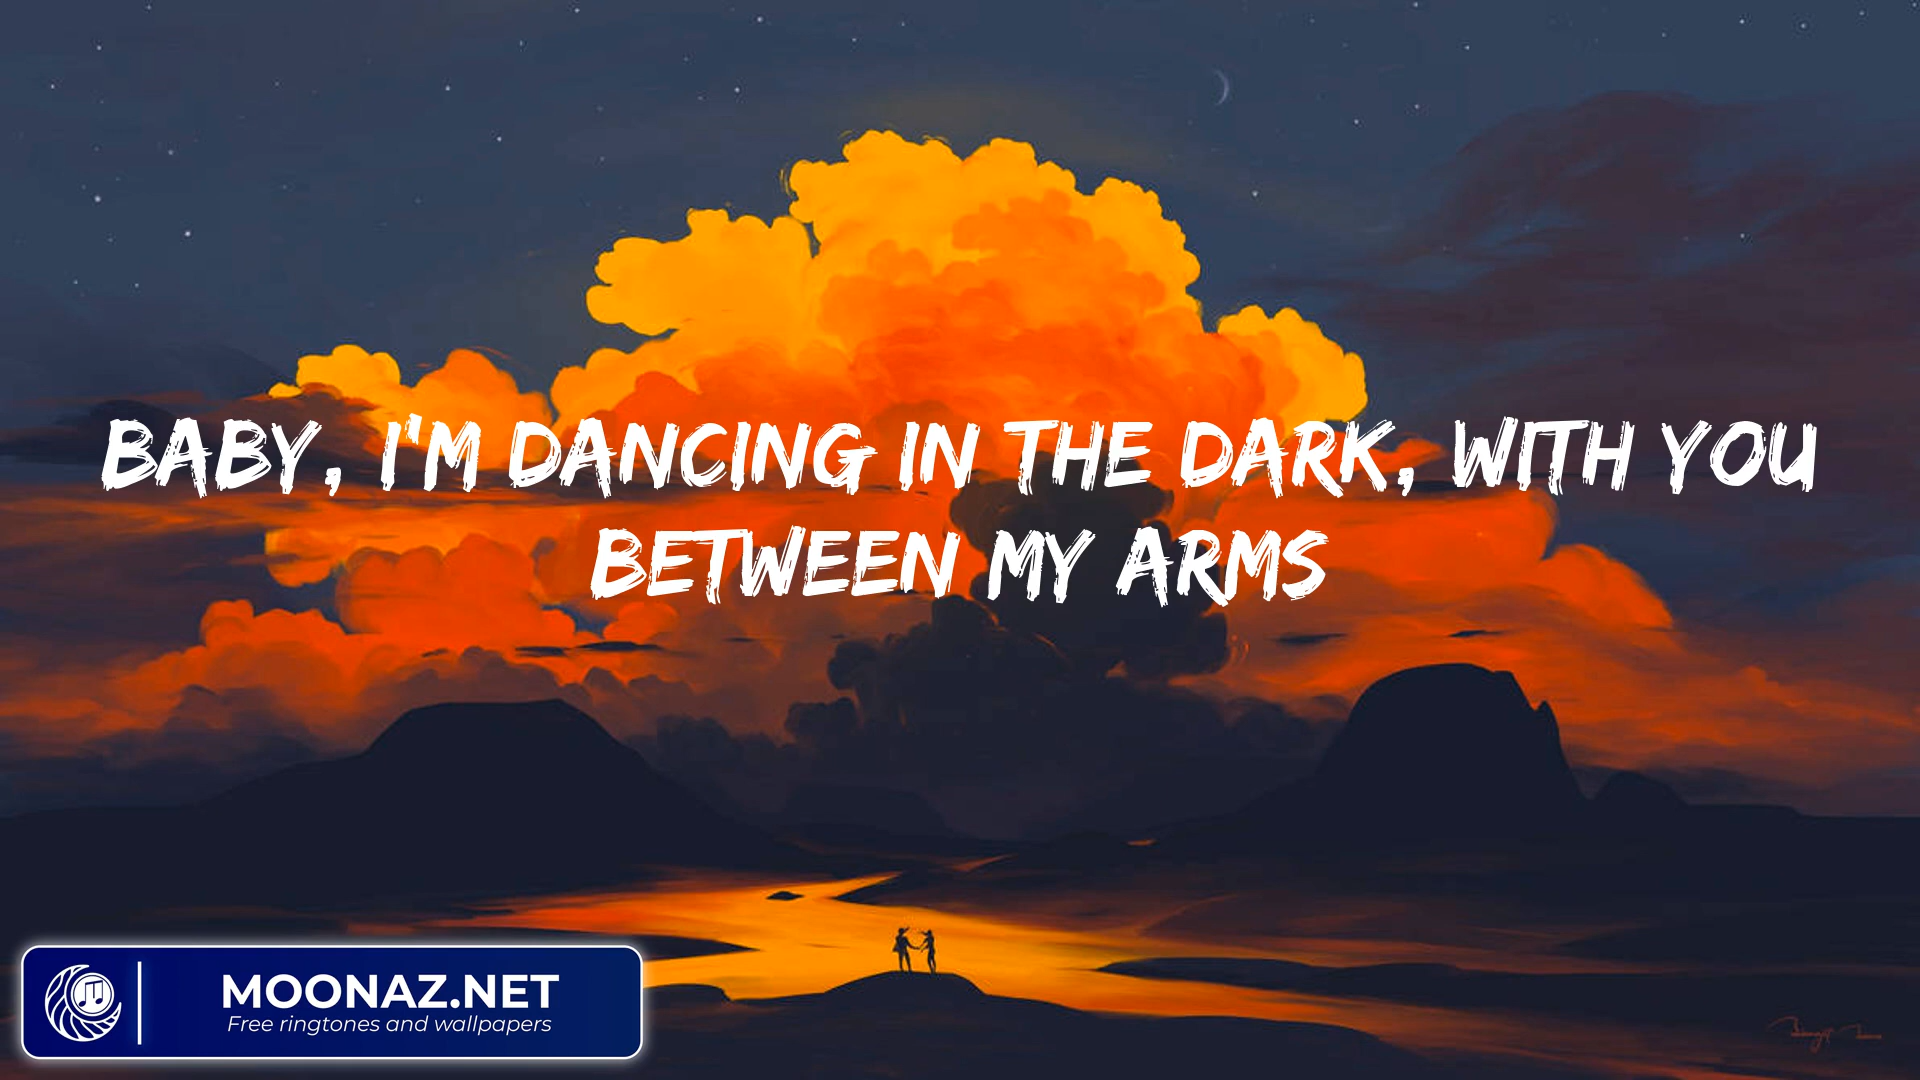 BABY, I'M DANCING IN THE DARK, WITH YOU
BETWEEN MY ARMS
MOONAZ.NET
Free ringtones and wallpapers